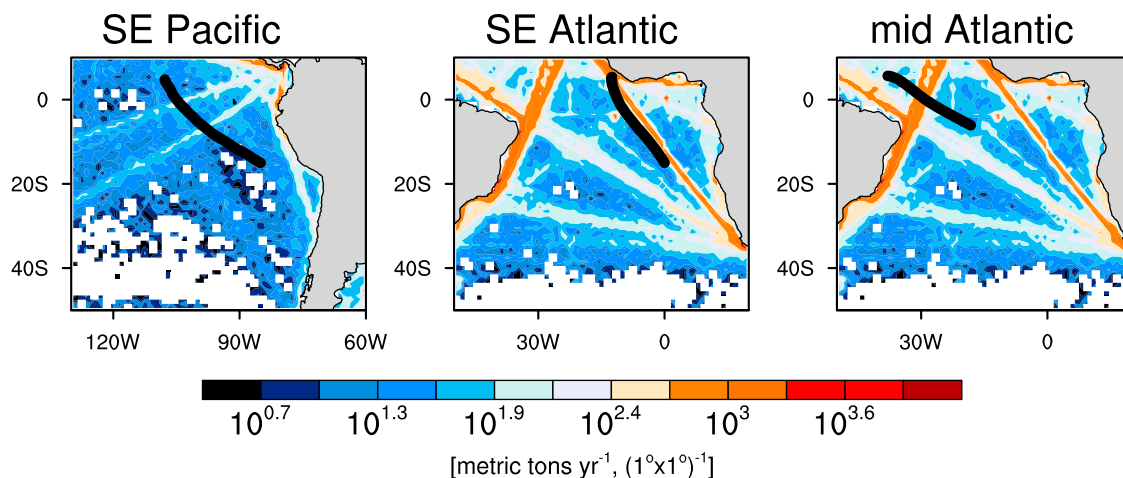 SE Pacific SE Atlantic mid Atlantic
0 0 0
20S 20S 20S
40S 40S 40S
120W 90W 60W 30W 0 30W 0
10^0.7 10^1.3 10^1.9 10^2.4 10^3 10^3.6
[metric tons yr^-1, (1°x1°)^-1]